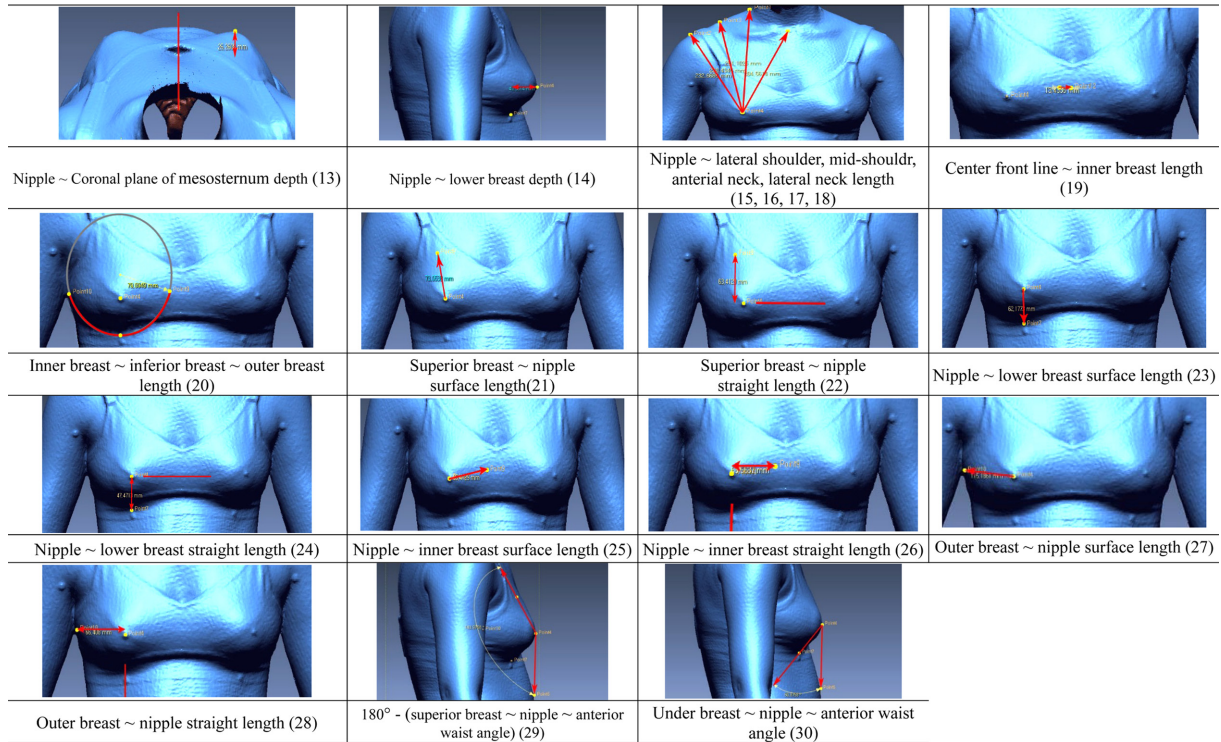 Nipple ~ Coronal plane of mesosternum depth (13)
Nipple ~ lower breast depth (14)
Nipple ~ lateral shoulder, mid-shouldr,
anterial neck, lateral neck length
(15, 16, 17, 18)
Center front line ~ inner breast length
(19)
Inner breast ~ inferior breast ~ outer breast
length (20)
Superior breast ~ nipple
surface length(21)
Superior breast ~ nipple
straight length (22)
Nipple ~ lower breast surface length (23)
Nipple ~ lower breast straight length (24)
Nipple ~ inner breast surface length (25)
Nipple ~ inner breast straight length (26)
Outer breast ~ nipple surface length (27)
Outer breast ~ nipple straight length (28)
180° - (superior breast ~ nipple ~ anterior
waist angle) (29)
Under breast ~ nipple ~ anterior waist
angle (30)